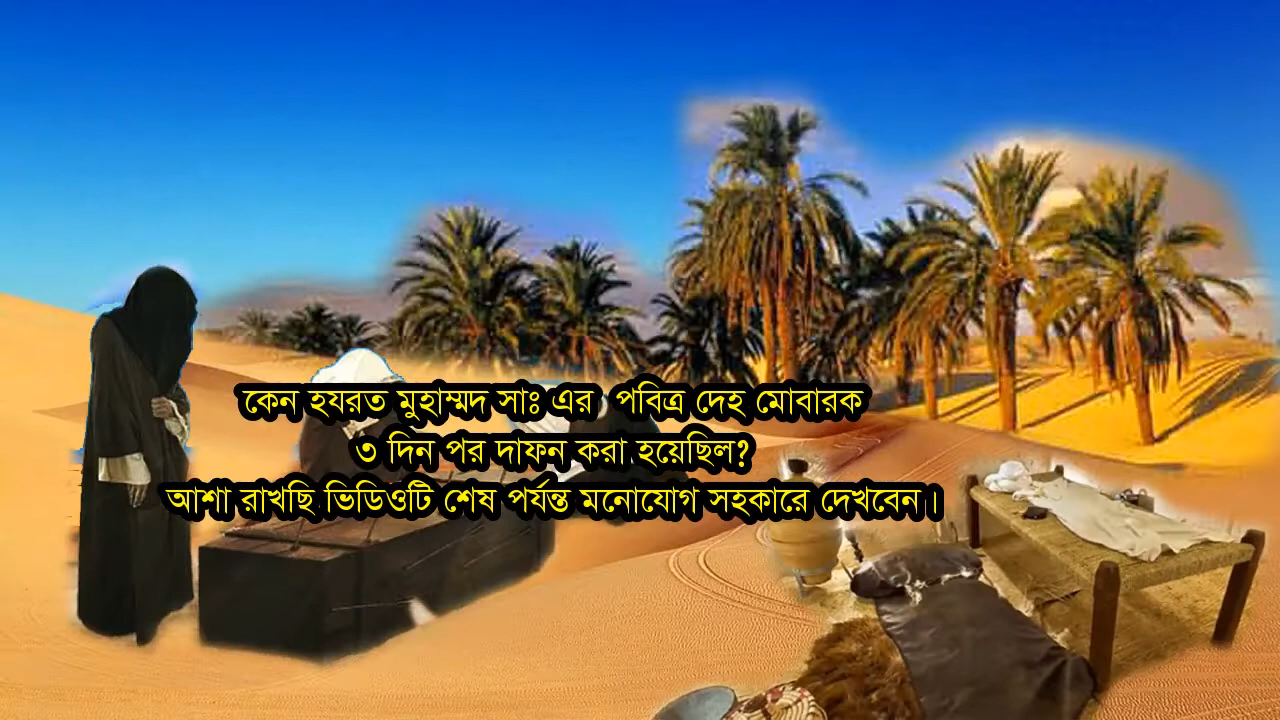 কেন হযরত মুহাম্মদ সাঃ এর পবিত্র দেহ মোবারক
৩ দিন পর দাফন করা হয়েছিল?
আশা রাখছি ভিডিওটি শেষ পর্যন্ত মনোযোগ সহকারে দেখবেন।